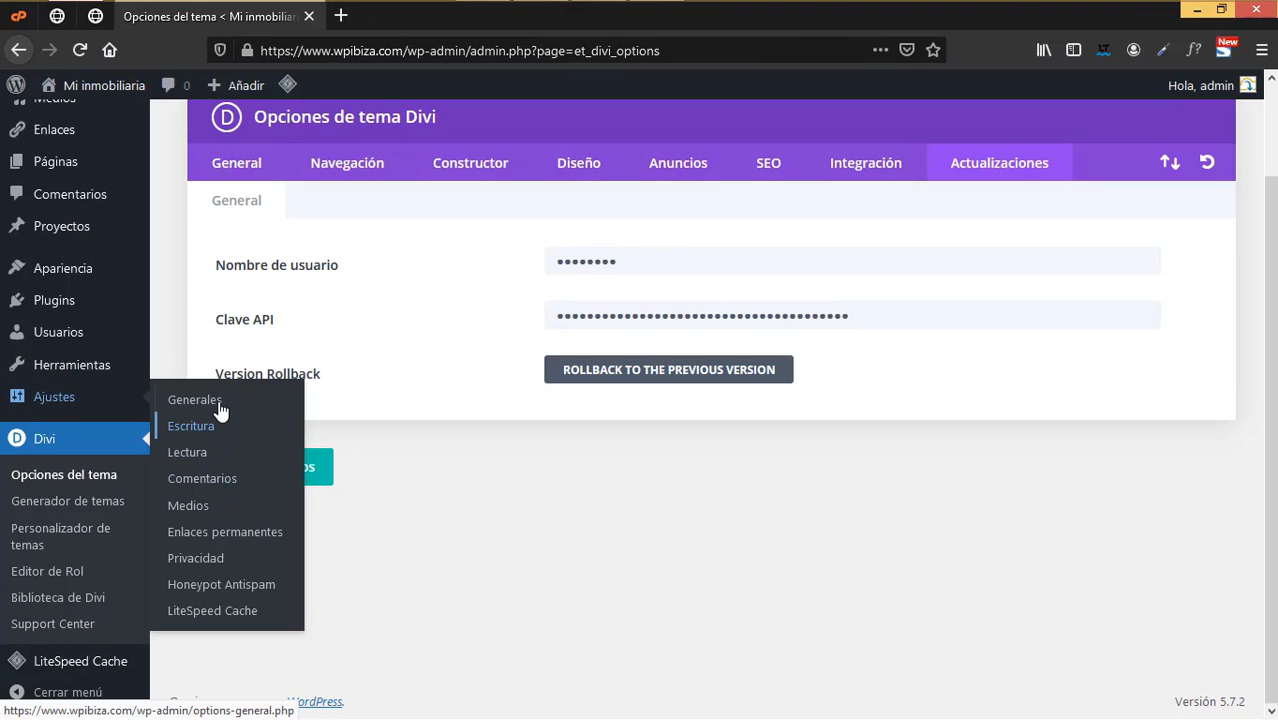 Opciones del tema < Mi inmobiliar
https://www.wpibiza.com/wp-admin/admin.php?page=et_divi_options
New
Mi inmobiliaria
0
Añadir
Hola, admin
Medios
Enlaces
Páginas
Comentarios
Proyectos
Apariencia
Plugins
Usuarios
Herramientas
Ajustes
Divi
Opciones del tema
Generador de temas
Personalizador de
temas
Editor de Rol
Biblioteca de Divi
Support Center
LiteSpeed Cache
Cerrar menú
Generales
Escritura
Lectura
Comentarios
Medios
Enlaces permanentes
Privacidad
Honeypot Antispam
LiteSpeed Cache
Opciones de tema Divi
General
Navegación
Constructor
Diseño
Anuncios
SEO
Integración
Actualizaciones
General
Nombre de usuario
••••••••
Clave API
••••••••••••••••••••••••••••••••••••••••
Version Rollback
ROLLBACK TO THE PREVIOUS VERSION
os
WordPress.
Versión 5.7.2
https://www.wpibiza.com/wp-admin/options-general.php